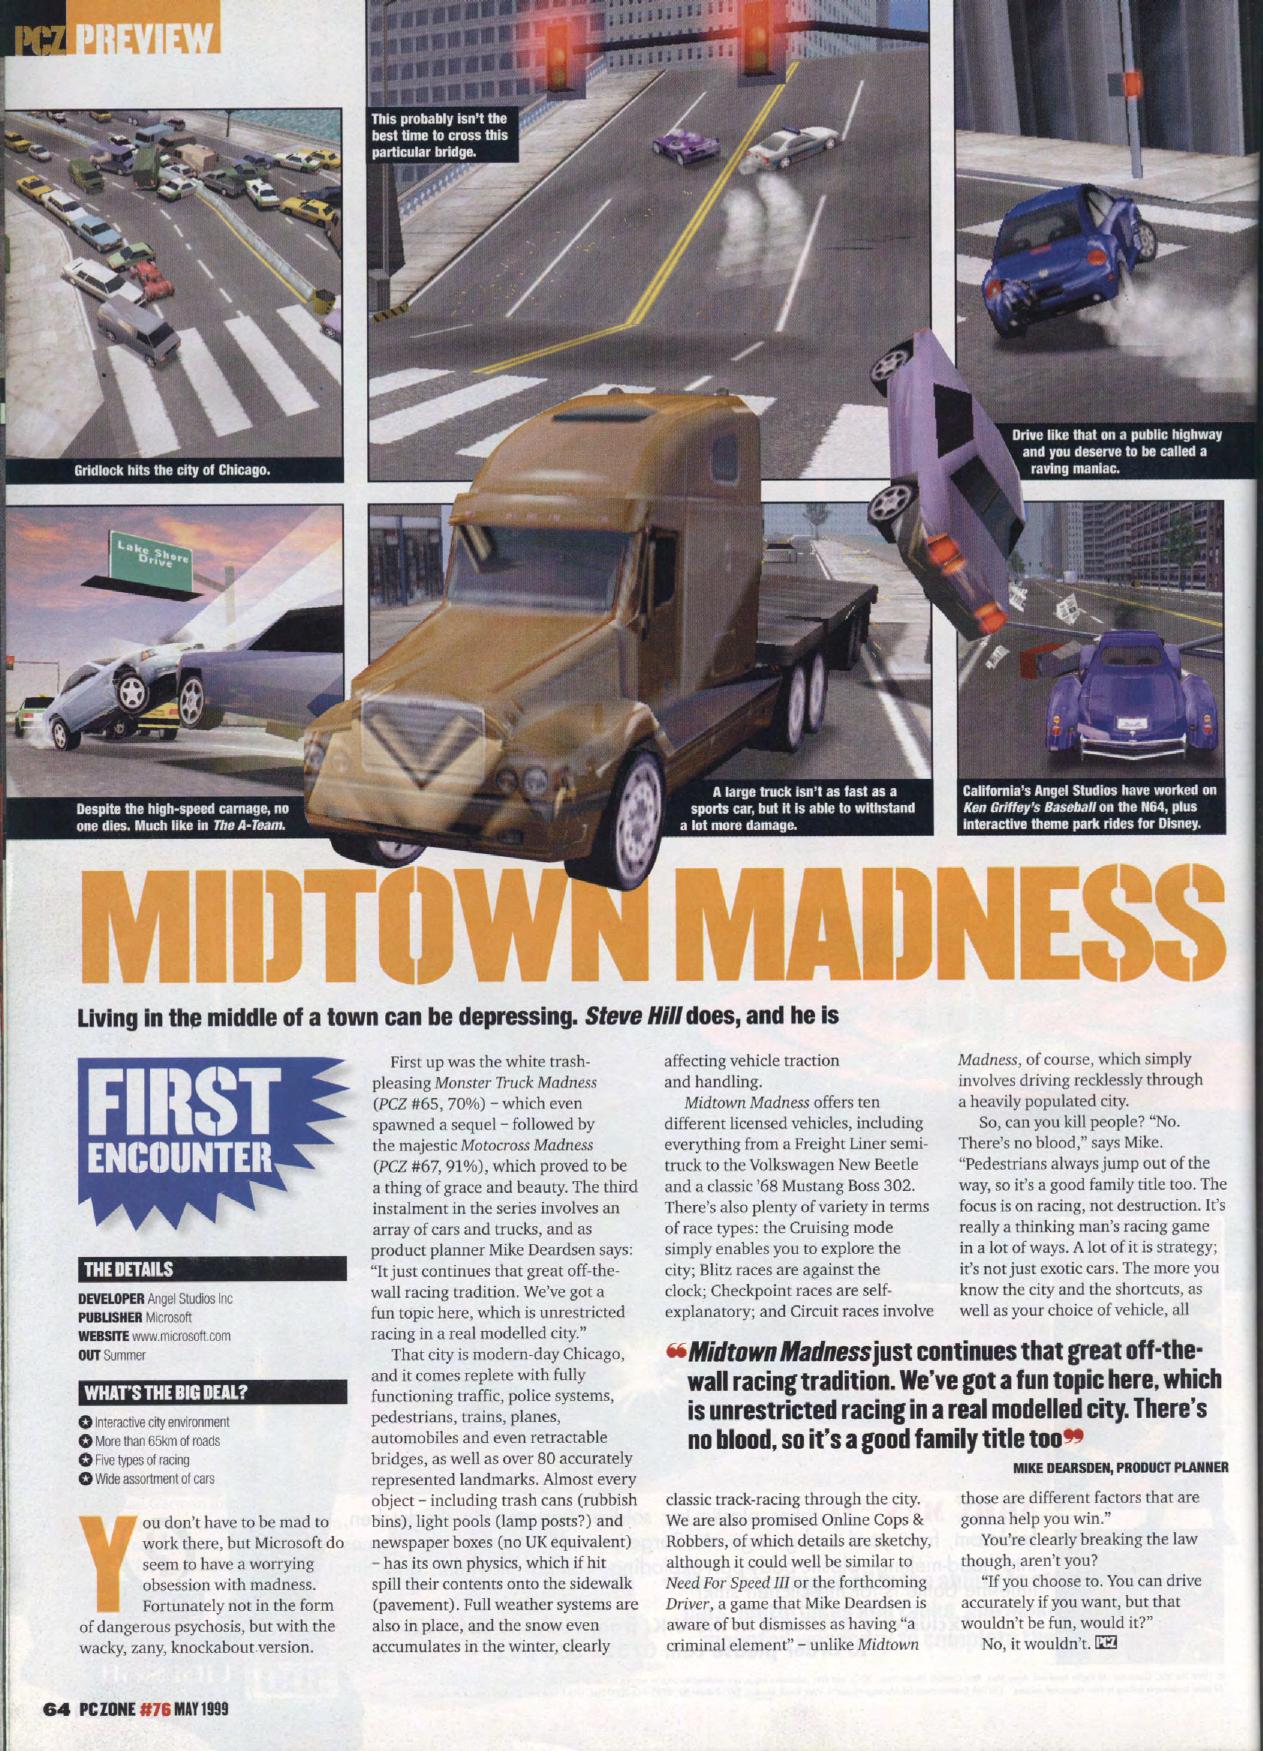 PCZ PREVIEW
This probably isn't the
best time to cross this
particular bridge.
Gridlock hits the city of Chicago.
Drive like that on a public highway
and you deserve to be called a
raving maniac.
Lake Shore
Drive
Despite the high-speed carnage, no
one dies. Much like in The A-Team.
A large truck isn't as fast as a
sports car, but it is able to withstand
a lot more damage.
California's Angel Studios have worked on
Ken Griffey's Baseball on the N64, plus
interactive theme park rides for Disney.
MIDTOWN MADNESS
Living in the middle of a town can be depressing. Steve Hill does, and he is
FIRST
ENCOUNTER
THE DETAILS
DEVELOPER Angel Studios Inc
PUBLISHER Microsoft
WEBSITE www.microsoft.com
OUT Summer
WHAT'S THE BIG DEAL?
Interactive city environment
More than 65km of roads
Five types of racing
Wide assortment of cars
You don't have to be mad to
work there, but Microsoft do
seem to have a worrying
obsession with madness.
Fortunately not in the form
of dangerous psychosis, but with the
wacky, zany, knockabout version.
First up was the white trash-
pleasing Monster Truck Madness
(PCZ #65, 70%) – which even
spawned a sequel – followed by
the majestic Motocross Madness
(PCZ #67, 91%), which proved to be
a thing of grace and beauty. The third
instalment in the series involves an
array of cars and trucks, and as
product planner Mike Deardsen says:
"It just continues that great off-the-
wall racing tradition. We've got a
fun topic here, which is unrestricted
racing in a real modelled city."
That city is modern-day Chicago,
and it comes replete with fully
functioning traffic, police systems,
pedestrians, trains, planes,
automobiles and even retractable
bridges, as well as over 80 accurately
represented landmarks. Almost every
object – including trash cans (rubbish
bins), light pools (lamp posts?) and
newspaper boxes (no UK equivalent)
– has its own physics, which if hit
spill their contents onto the sidewalk
(pavement). Full weather systems are
also in place, and the snow even
accumulates in the winter, clearly
affecting vehicle traction
and handling.
Midtown Madness offers ten
different licensed vehicles, including
everything from a Freight Liner semi-
truck to the Volkswagen New Beetle
and a classic '68 Mustang Boss 302.
There's also plenty of variety in terms
of race types: the Cruising mode
simply enables you to explore the
city; Blitz races are against the
clock; Checkpoint races are self-
explanatory; and Circuit races involve
classic track-racing through the city.
We are also promised Online Cops &
Robbers, of which details are sketchy,
although it could well be similar to
Need For Speed III or the forthcoming
Driver, a game that Mike Deardsen is
aware of but dismisses as having "a
criminal element" – unlike Midtown
Madness, of course, which simply
involves driving recklessly through
a heavily populated city.
So, can you kill people? "No.
There's no blood," says Mike.
"Pedestrians always jump out of the
way, so it's a good family title too. The
focus is on racing, not destruction. It's
really a thinking man's racing game
in a lot of ways. A lot of it is strategy;
it's not just exotic cars. The more you
know the city and the shortcuts, as
well as your choice of vehicle, all
those are different factors that are
gonna help you win."
You're clearly breaking the law
though, aren't you?
"If you choose to. You can drive
accurately if you want, but that
wouldn't be fun, would it?"
No, it wouldn't. PCZ
"Midtown Madness just continues that great off-the-
wall racing tradition. We've got a fun topic here, which
is unrestricted racing in a real modelled city. There's
no blood, so it's a good family title too"
MIKE DEARSDEN, PRODUCT PLANNER
64 PC ZONE #76 MAY 1999